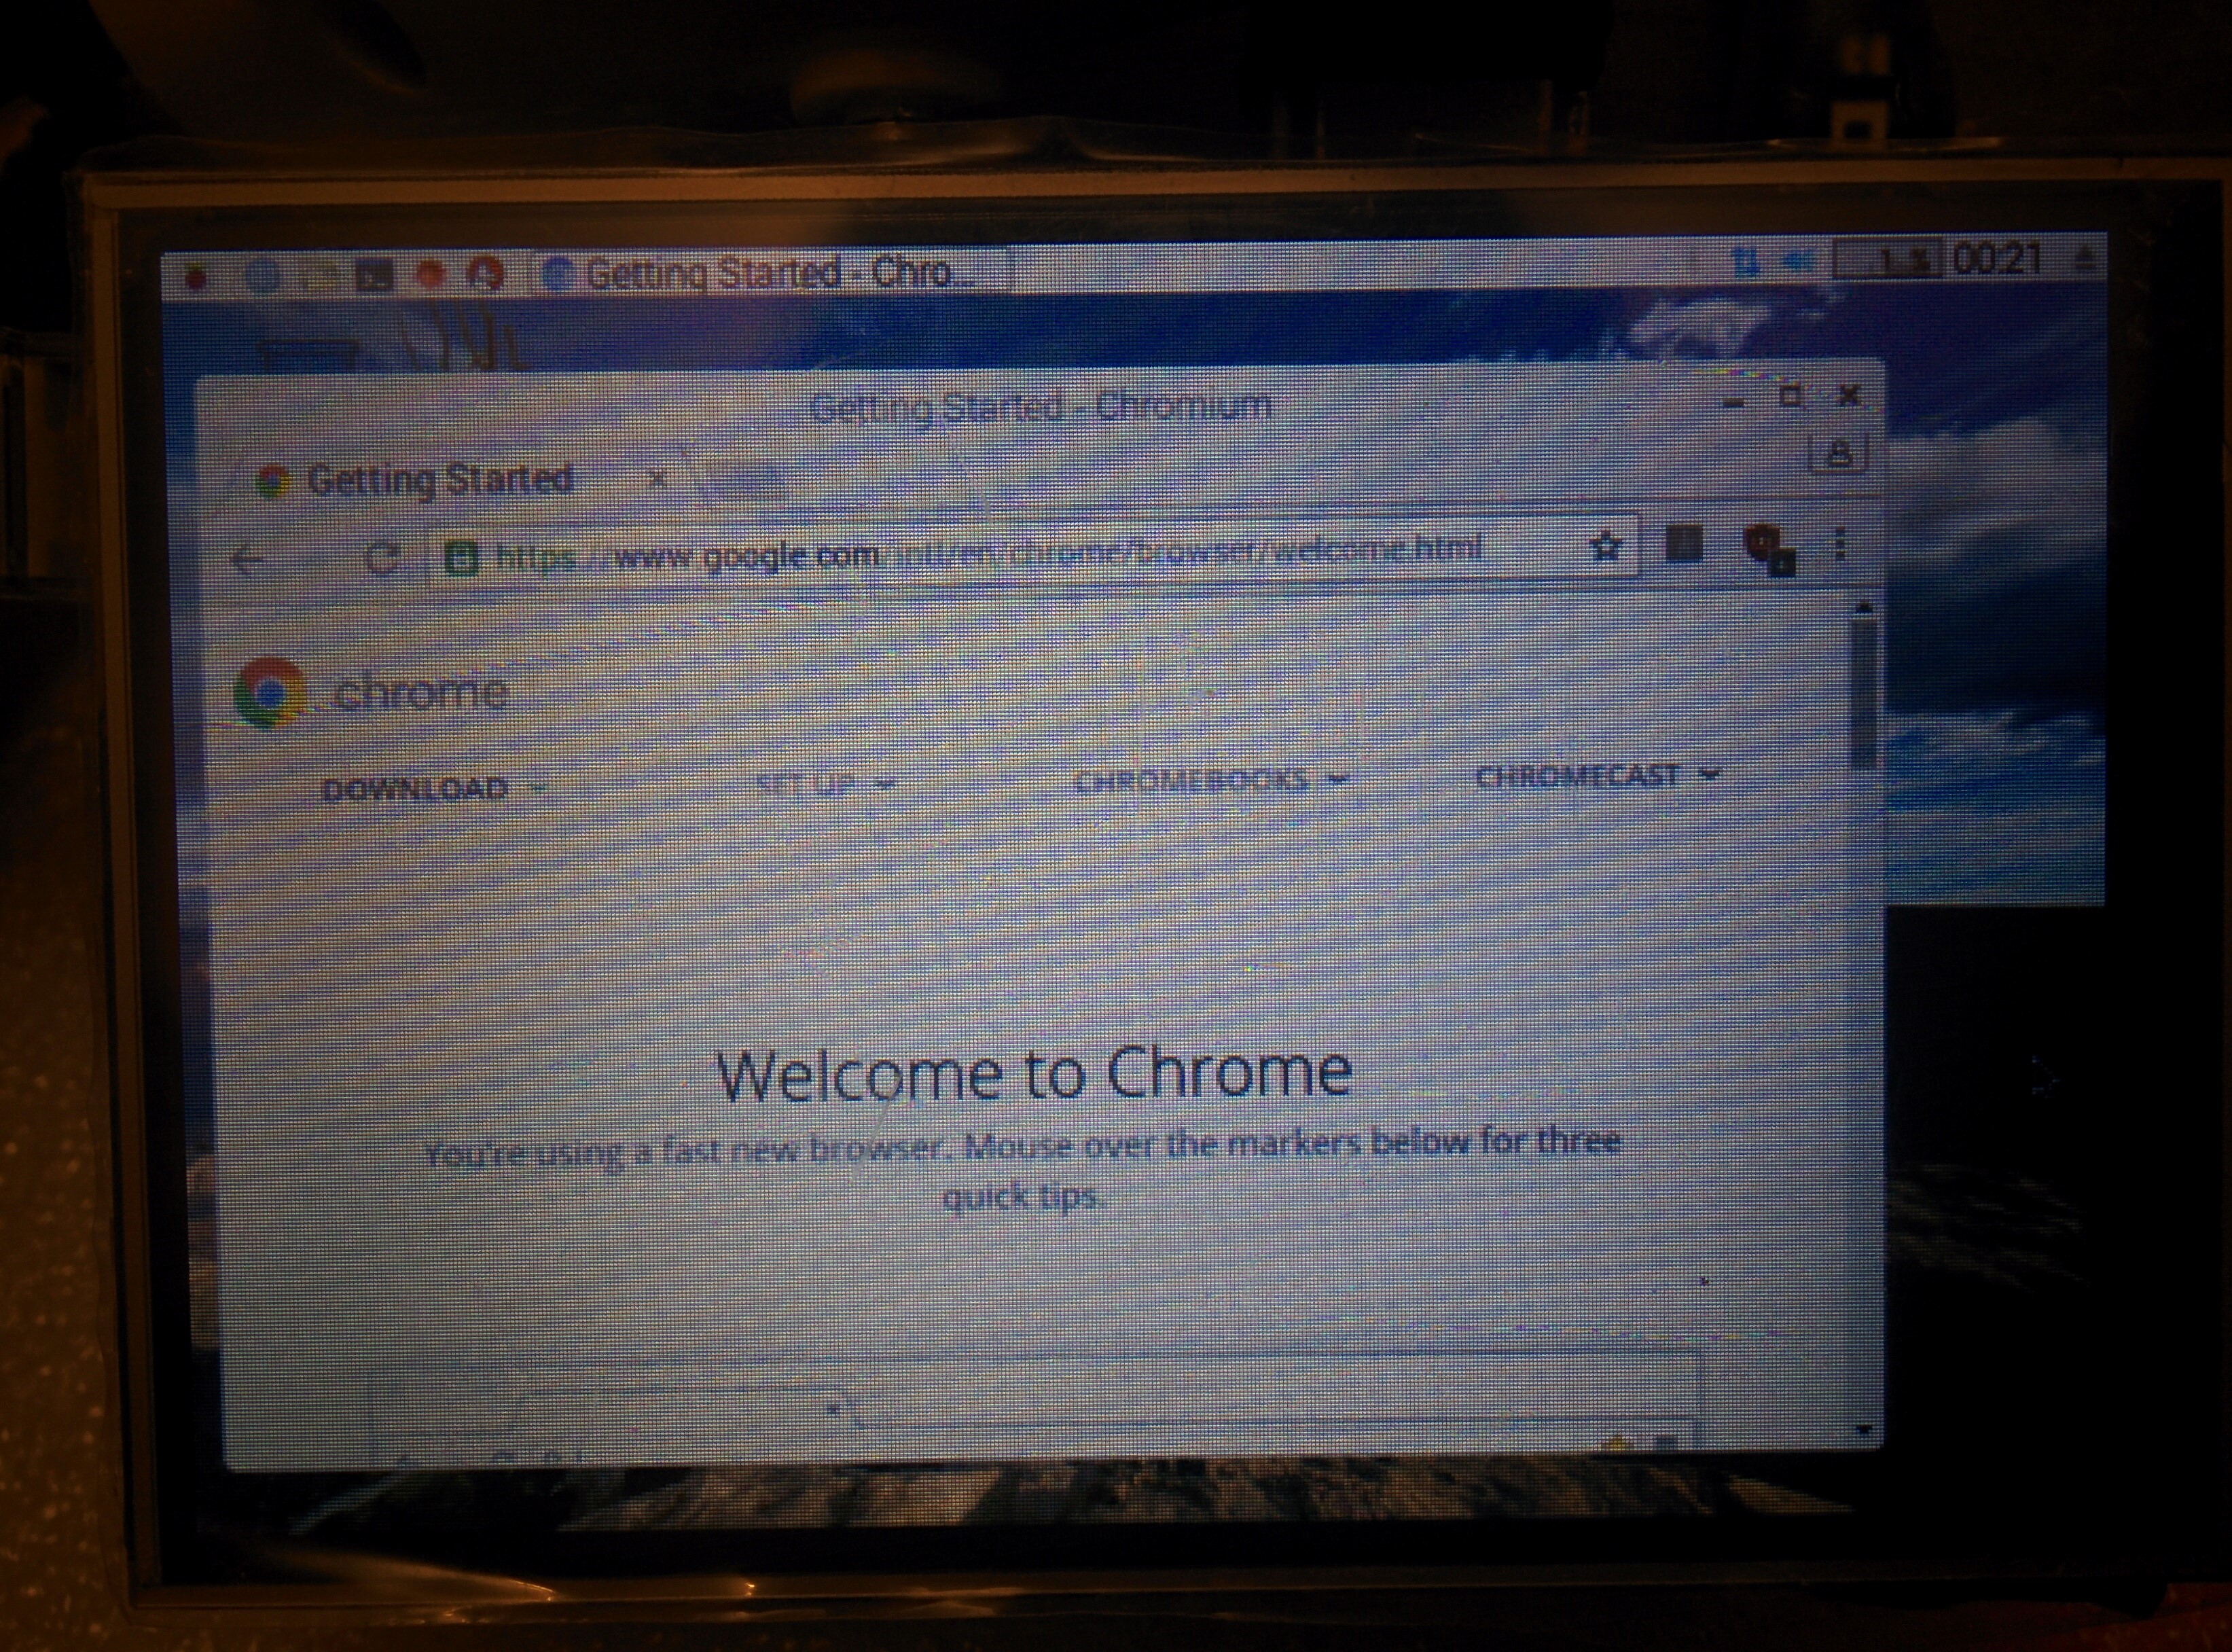 Getting Started - Chro...
1 %
00:21
Getting Started - Chromium
Getting Started
https://www.google.com/intl/en/chrome/browser/welcome.html
chrome
DOWNLOAD
SET UP
CHROMEBOOKS
CHROMECAST
Welcome to Chrome
You're using a fast new browser. Mouse over the markers below for three
quick tips.